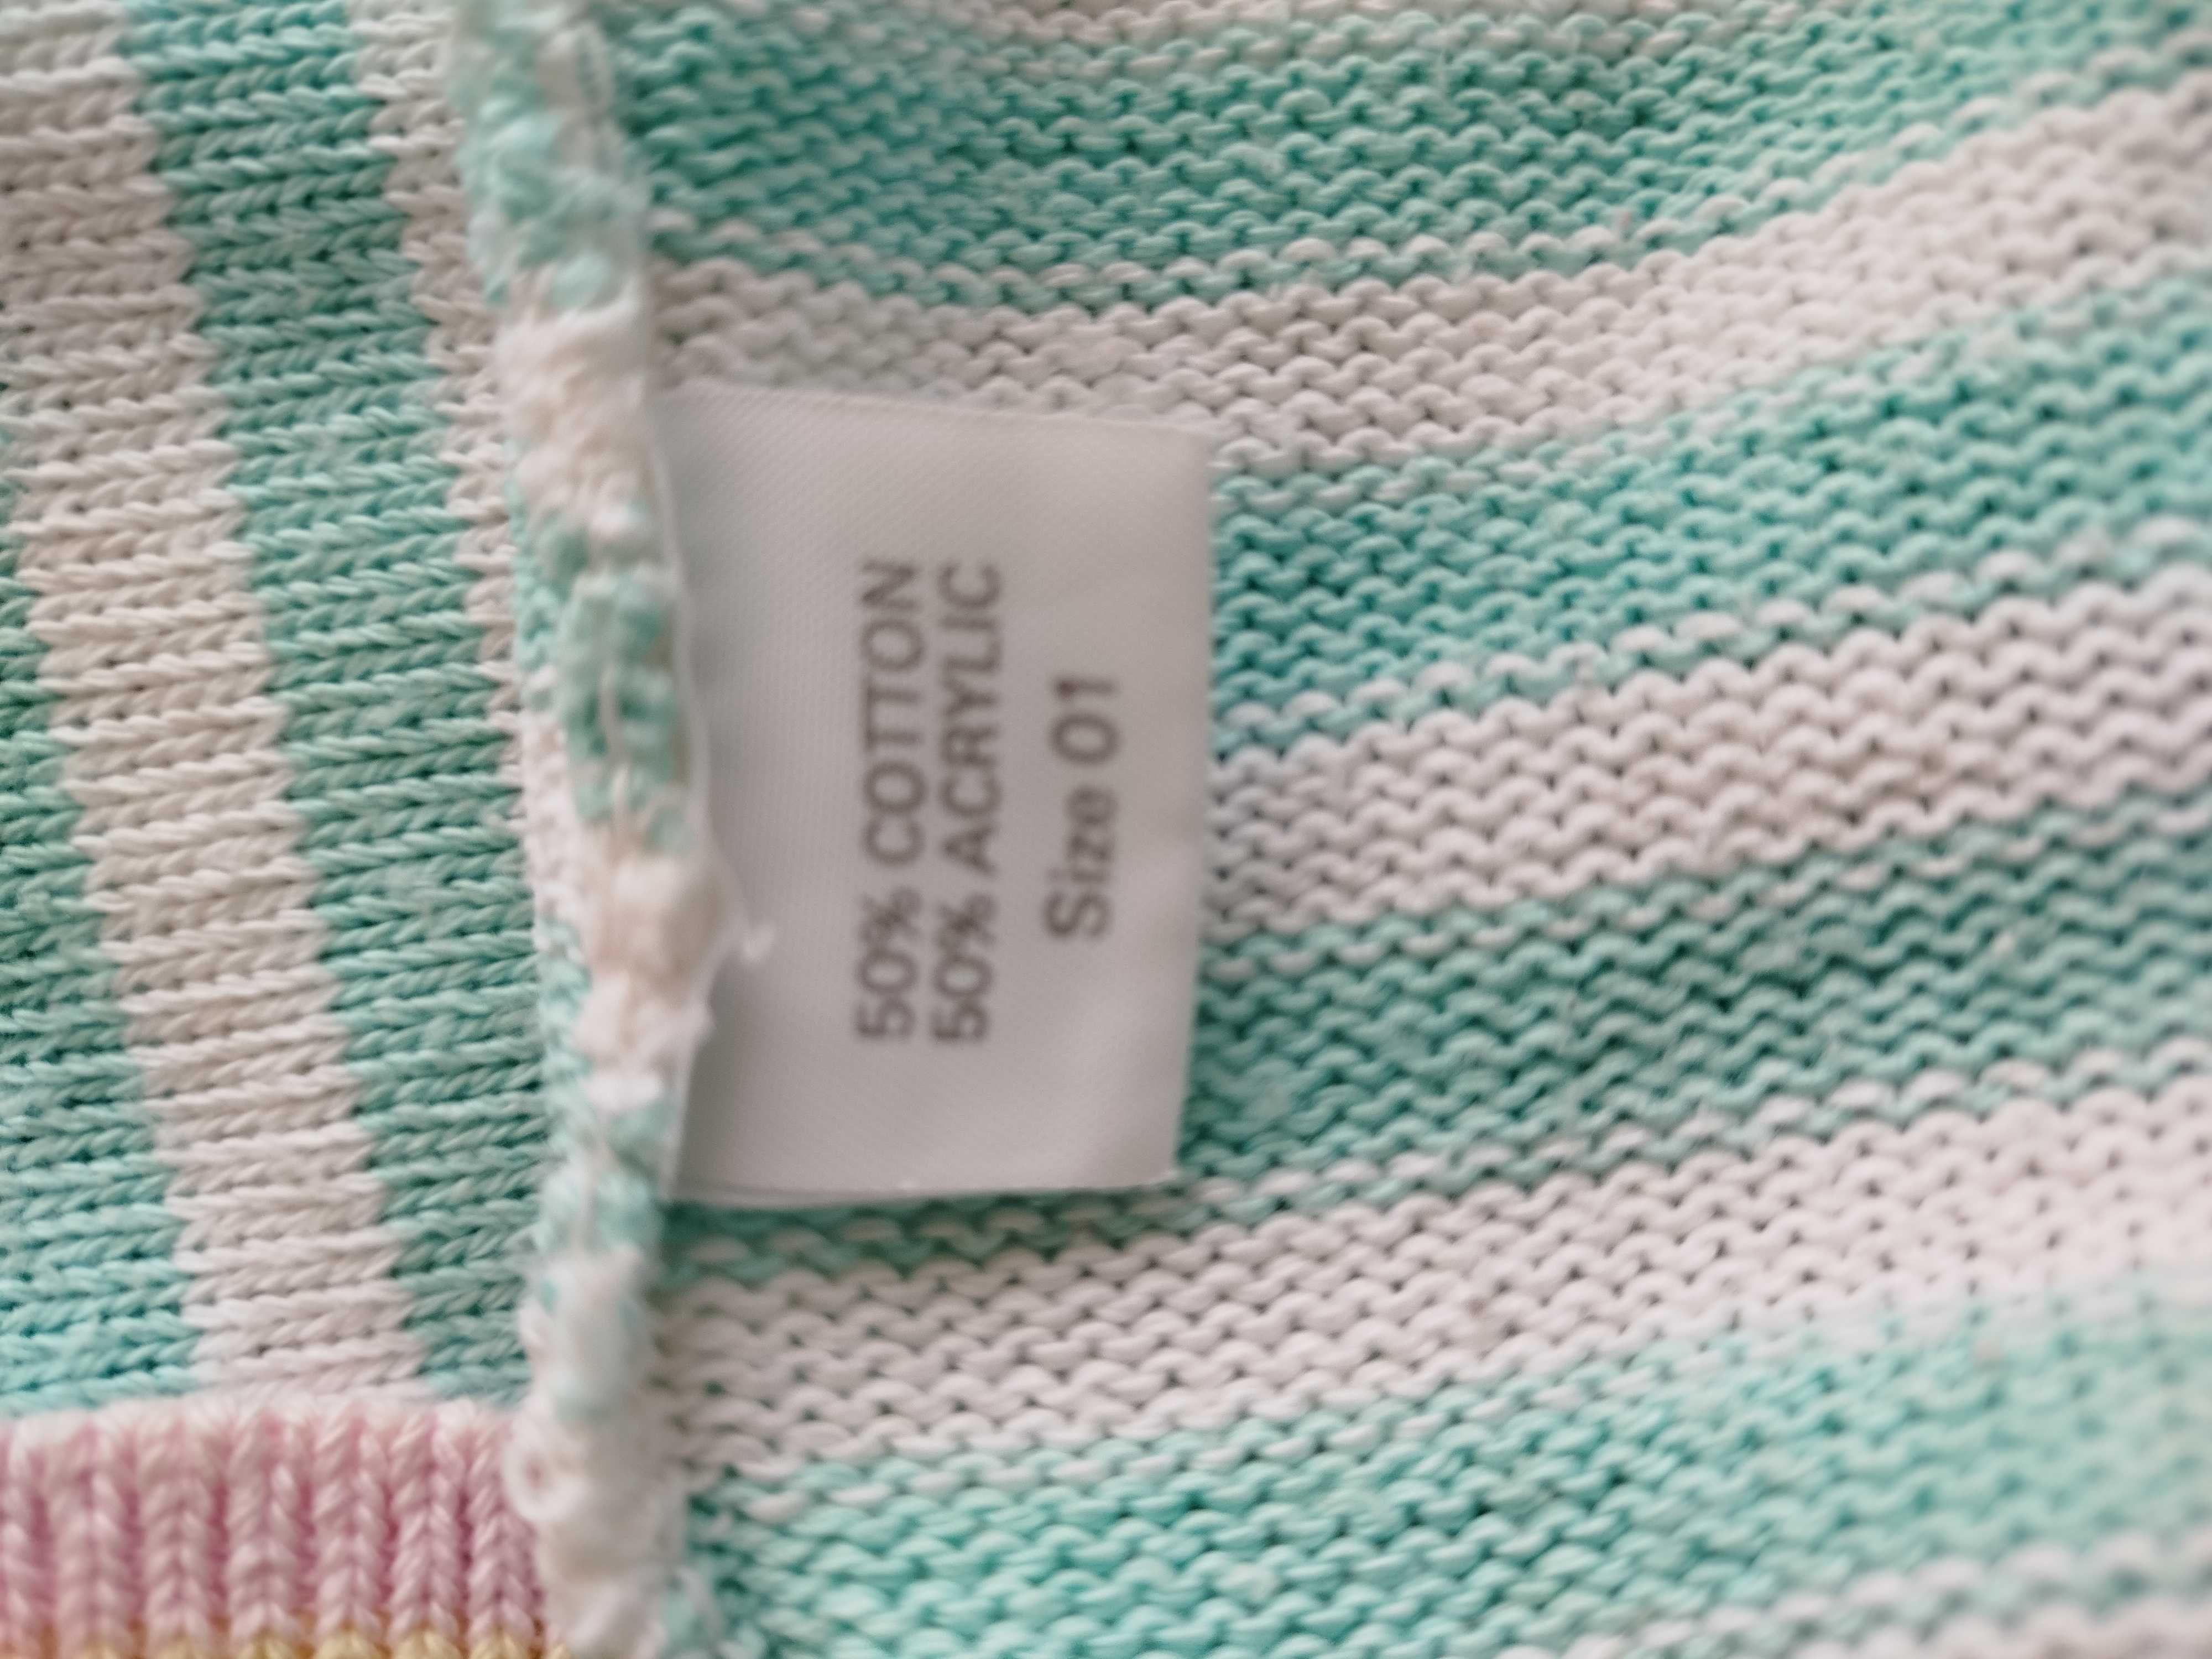 50% COTTON
50% ACRYLIC
Size 01